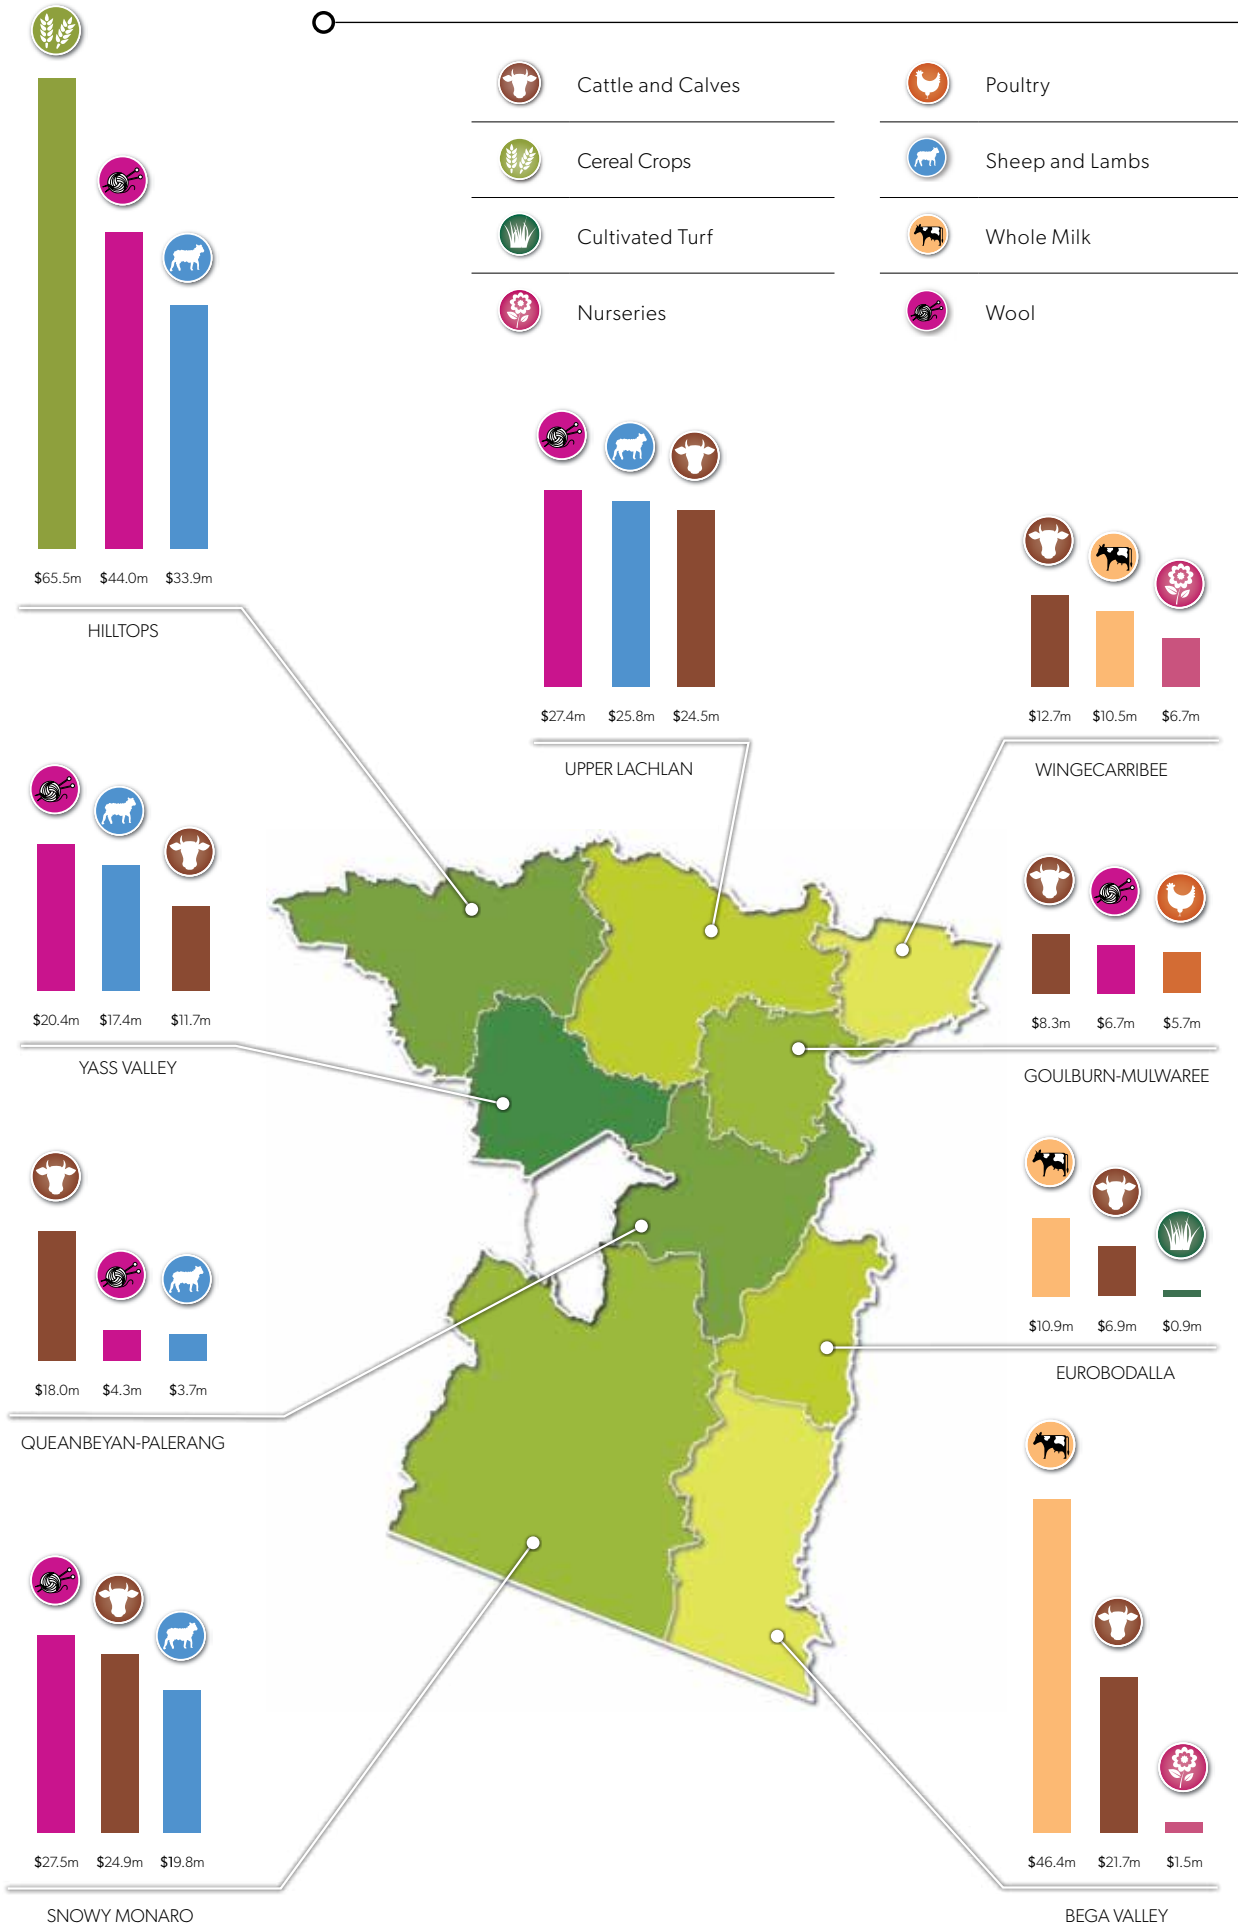 Cattle and Calves
Poultry
Cereal Crops
Sheep and Lambs
Cultivated Turf
Whole Milk
Nurseries
Wool
$65.5m $44.0m $33.9m
HILLTOPS
$27.4m $25.8m $24.5m
UPPER LACHLAN
$12.7m $10.5m $6.7m
WINGECARRIBEE
$20.4m $17.4m $11.7m
YASS VALLEY
$8.3m $6.7m $5.7m
GOULBURN-MULWAREE
$18.0m $4.3m $3.7m
QUEANBEYAN-PALERANG
$10.9m $6.9m $0.9m
EUROBODALLA
$27.5m $24.9m $19.8m
SNOWY MONARO
$46.4m $21.7m $1.5m
BEGA VALLEY